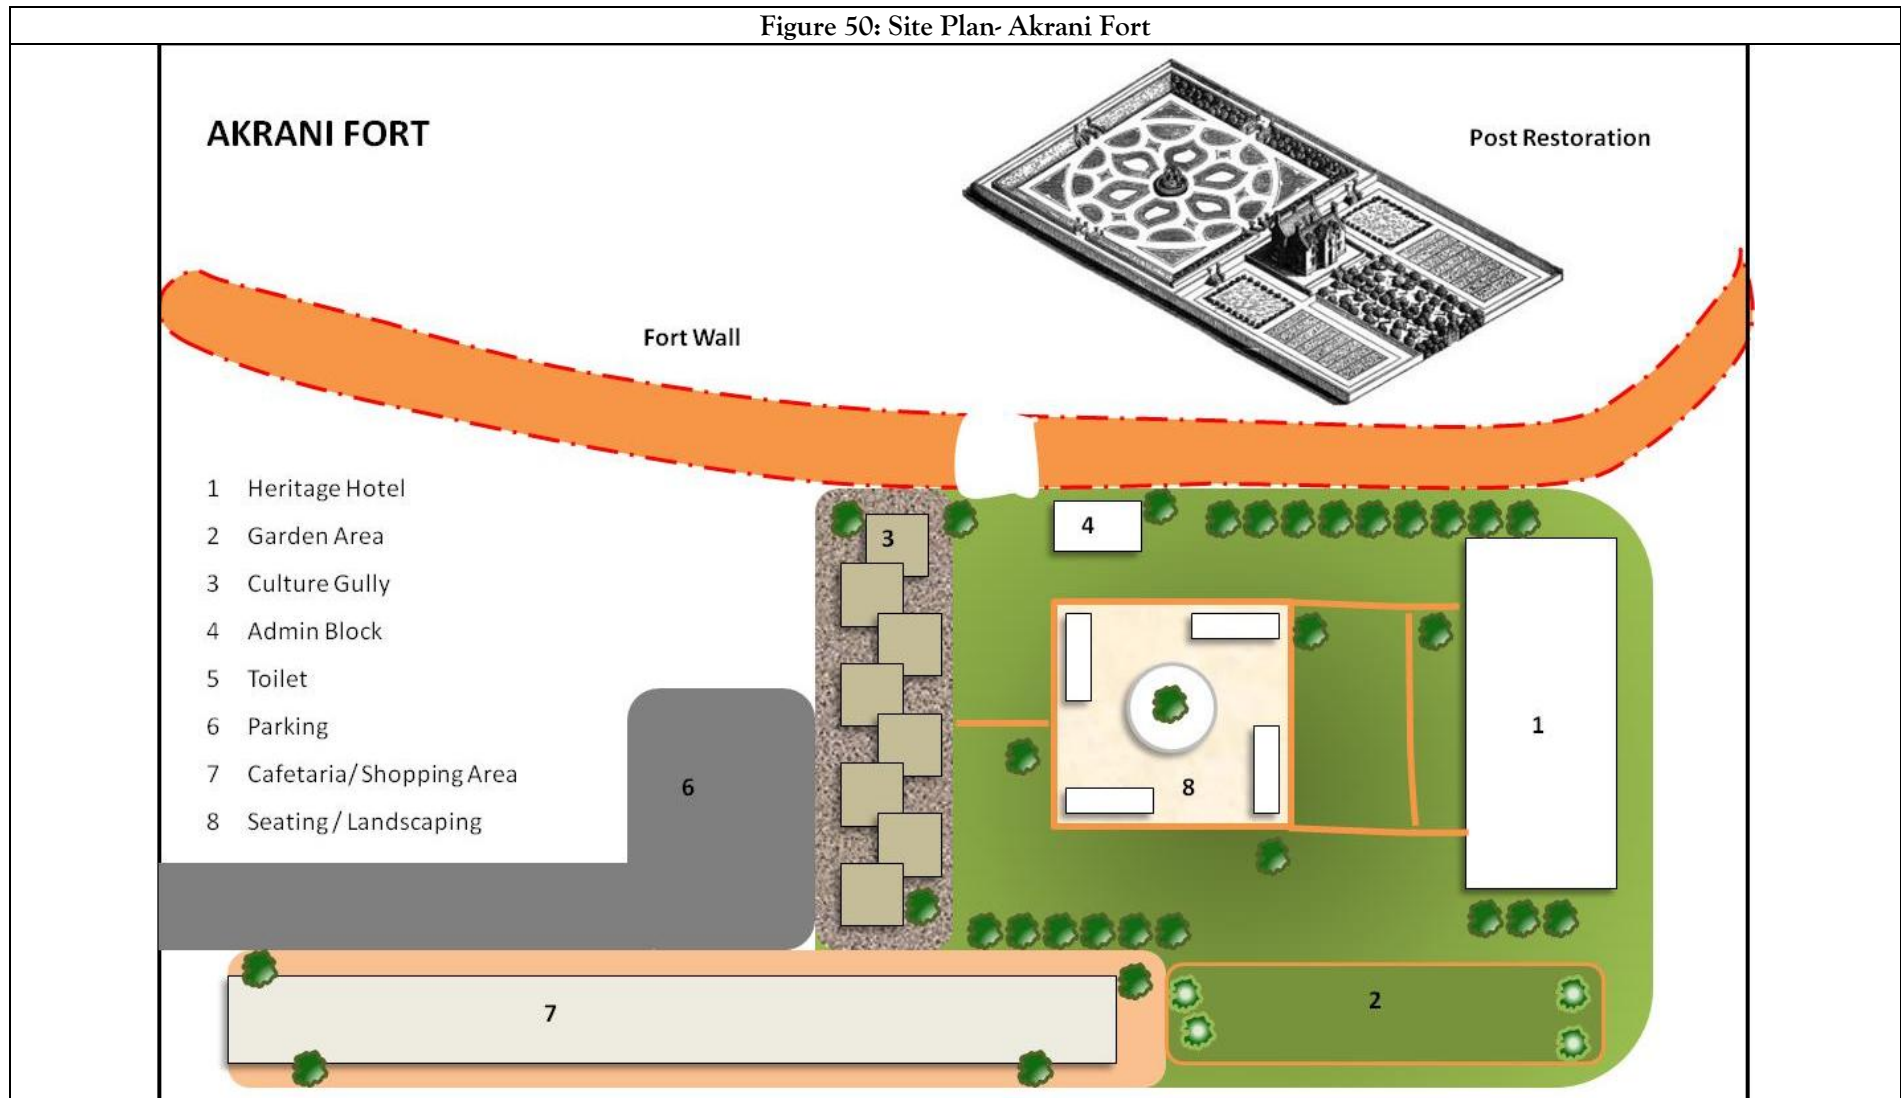 Figure 50: Site Plan- Akrani Fort
AKRANI FORT
Post Restoration
Fort Wall
1 Heritage Hotel
2 Garden Area
3 Culture Gully
4 Admin Block
5 Toilet
6 Parking
7 Cafetaria/Shopping Area
8 Seating / Landscaping
3
4
1
6
8
2
7